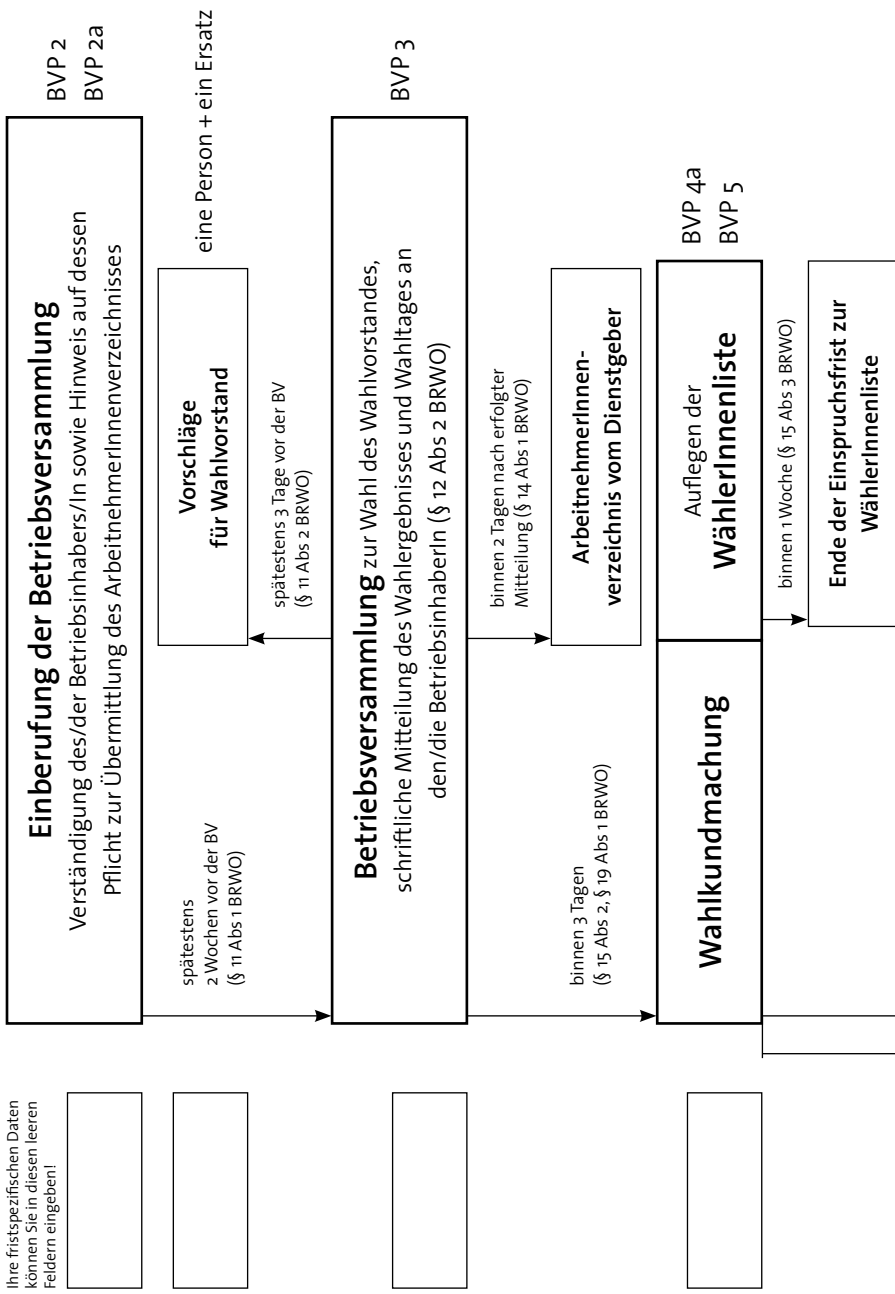 Ihre fristspezifischen Daten
können Sie in diesen leeren
Feldern eingeben!
Einberufung der Betriebsversammlung
Verständigung des/der Betriebsinhabers/In sowie Hinweis auf dessen
Pflicht zur Übermittlung des ArbeitnehmerInnenverzeichnisses
BVP 2
BVP 2a
spätestens
2 Wochen vor der BV
(§ 11 Abs 1 BRWO)
Vorschläge
für Wahlvorstand
eine Person + ein Ersatz
spätestens 3 Tage vor der BV
(§ 11 Abs 2 BRWO)
Betriebsversammlung zur Wahl des Wahlvorstandes,
schriftliche Mitteilung des Wahlergebnisses und Wahltages an
den/die BetriebsinhaberIn (§ 12 Abs 2 BRWO)
BVP 3
binnen 2 Tagen nach erfolgter
Mitteilung (§ 14 Abs 1 BRWO)
ArbeitnehmerInnen-
verzeichnis vom Dienstgeber
binnen 3 Tagen
(§ 15 Abs 2, § 19 Abs 1 BRWO)
Wahlkundmachung
Auflegen der
WählerInnenliste
BVP 4a
BVP 5
binnen 1 Woche (§ 15 Abs 3 BRWO)
Ende der Einspruchsfrist zur
WählerInnenliste